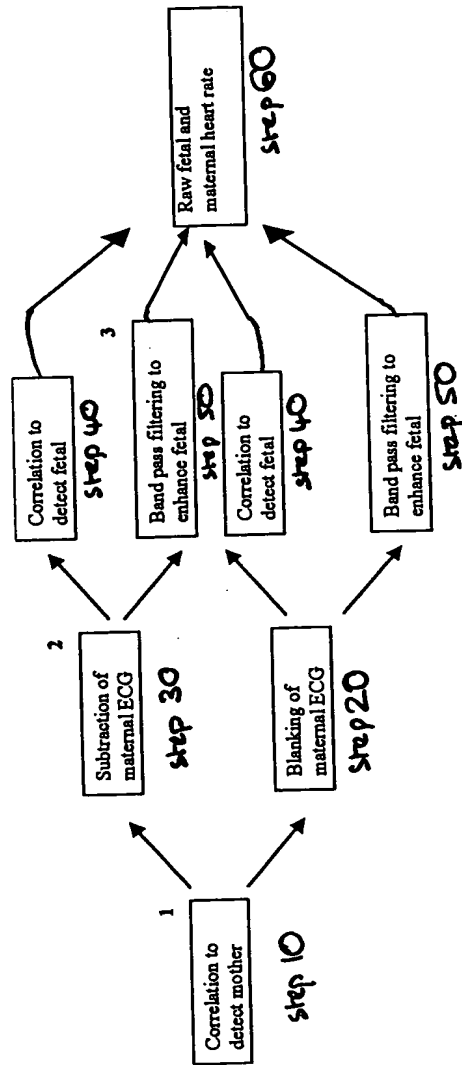 1
Correlation to
detect mother
step 10
2
Subtraction of
maternal ECG
step 30
Blanking of
maternal ECG
step 20
Correlation to
detect fetal
step 40
3
Band pass filtering to
enhance fetal
step 50
Correlation to
detect fetal
step 40
Band pass filtering to
enhance fetal
step 50
Raw fetal and
maternal heart rate
step 60